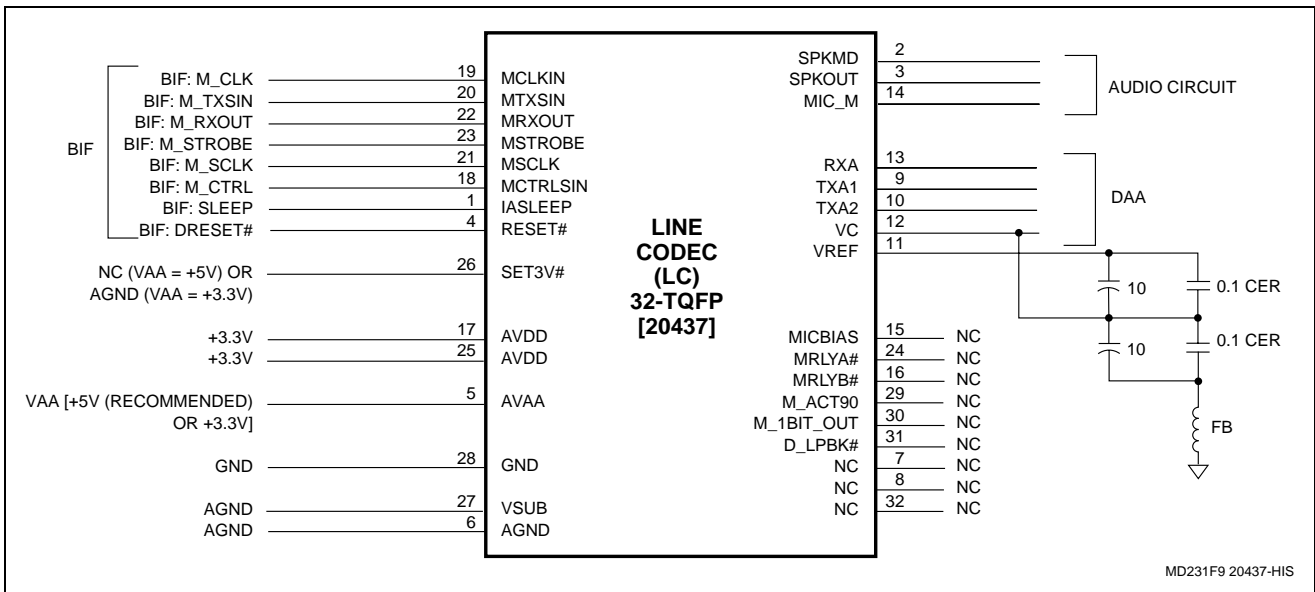 BIF
BIF: M_CLK 19 MCLKIN
BIF: M_TXSIN 20 MTXSIN
BIF: M_RXOUT 22 MRXOUT
BIF: M_STROBE 23 MSTROBE
BIF: M_SCLK 21 MSCLK
BIF: M_CTRL 18 MCTRLSIN
BIF: SLEEP 1 IASLEEP
BIF: DRESET# 4 RESET#
NC (VAA = +5V) OR 26 SET3V#
AGND (VAA = +3.3V)
+3.3V 17 AVDD
+3.3V 25 AVDD
VAA [+5V (RECOMMENDED) 5 AVAA
OR +3.3V]
GND 28 GND
AGND 27 VSUB
AGND 6 AGND
LINE
CODEC
(LC)
32-TQFP
[20437]
SPKMD 2
SPKOUT 3
MIC_M 14
AUDIO CIRCUIT
RXA 13
TXA1 9
TXA2 10
VC 12
VREF 11
DAA
10 0.1 CER
10 0.1 CER
FB
MICBIAS 15 NC
MRLYA# 24 NC
MRLYB# 16 NC
M_ACT90 29 NC
M_1BIT_OUT 30 NC
D_LPBK# 31 NC
NC 7 NC
NC 8 NC
NC 32 NC
MD231F9 20437-HIS